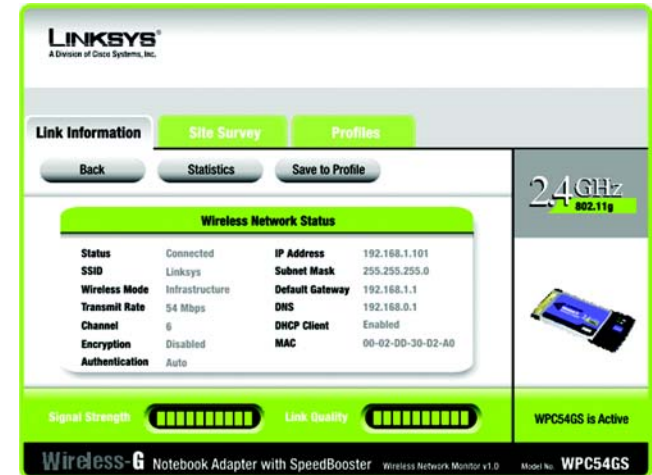 LINKSYS®
A Division of Cisco Systems, Inc.
Link Information
Site Survey
Profiles
Back
Statistics
Save to Profile
2.4GHz
802.11g
Wireless Network Status
Status Connected IP Address 192.168.1.101
SSID Linksys Subnet Mask 255.255.255.0
Wireless Mode Infrastructure Default Gateway 192.168.1.1
Transmit Rate 54 Mbps DNS 192.168.0.1
Channel 6 DHCP Client Enabled
Encryption Disabled MAC 00-02-DD-30-D2-A0
Authentication Auto
Signal Strength
Link Quality
WPC54GS is Active
Wireless-G Notebook Adapter with SpeedBooster Wireless Network Monitor v1.0 Model No. WPC54GS